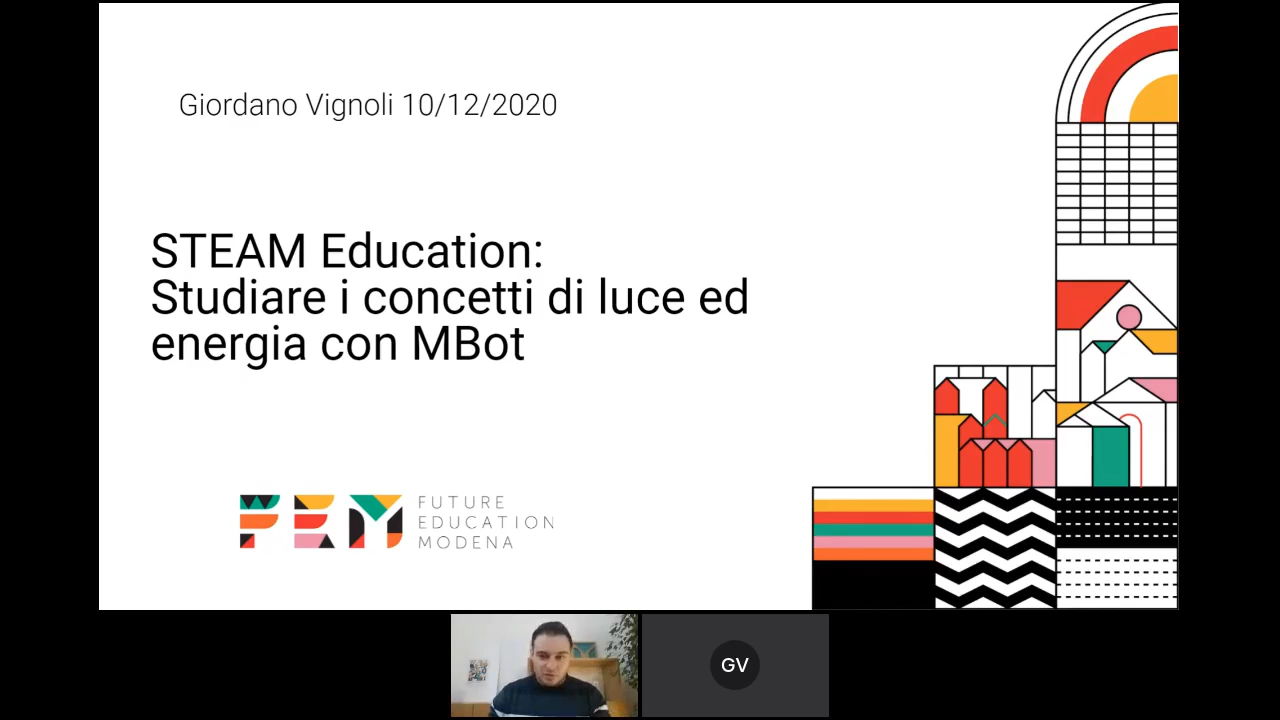 Giordano Vignoli 10/12/2020
STEAM Education:
Studiare i concetti di luce ed
energia con MBot
FEM
FUTURE
EDUCATION
MODENA
GV